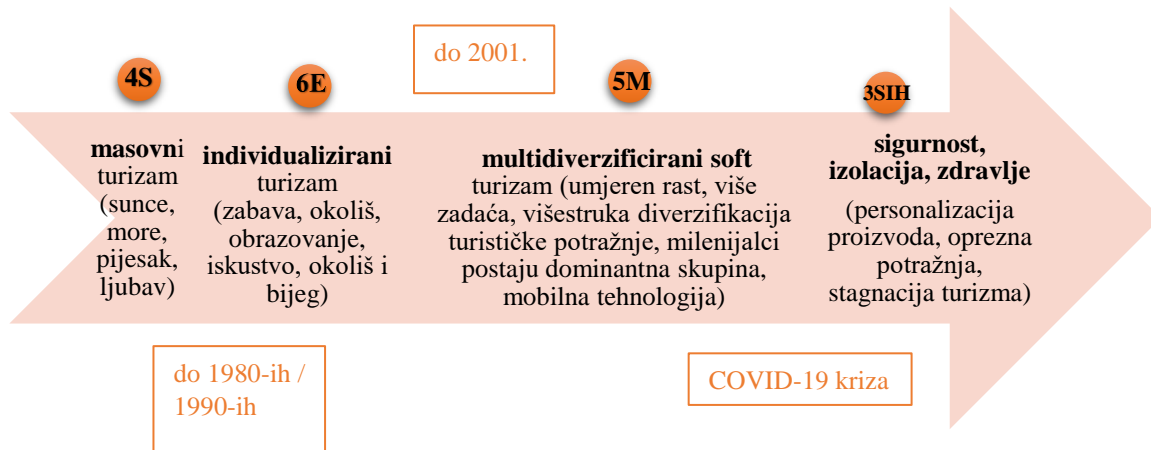 do 2001.
4S
6E
5M
3SIH
masovni
turizam
(sunce,
more,
pijesak,
ljubav)
individualizirani
turizam
(zabava, okoliš,
obrazovanje,
iskustvo, okoliš i
bijeg)
multidiverzificirani soft
turizam (umjeren rast, više
zadaća, višestruka diverzifikacija
turističke potražnje, milenijalci
postaju dominantna skupina,
mobilna tehnologija)
sigurnost,
izolacija, zdravlje
(personalizacija
proizvoda, oprezna
potražnja,
stagnacija turizma)
do 1980-ih /
1990-ih
COVID-19 kriza